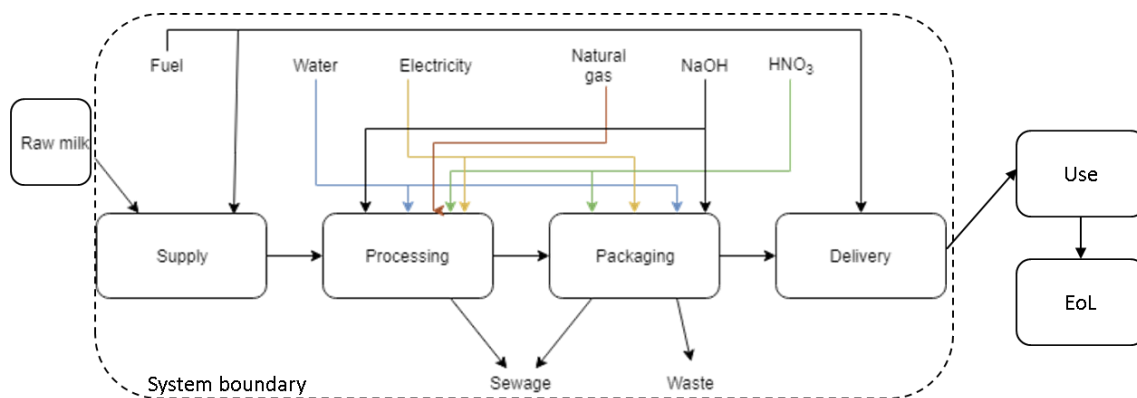 Fuel
Water
Electricity
Natural
gas
NaOH
HNO₃
Raw milk
Use
Supply
Processing
Packaging
Delivery
EoL
System boundary
Sewage
Waste